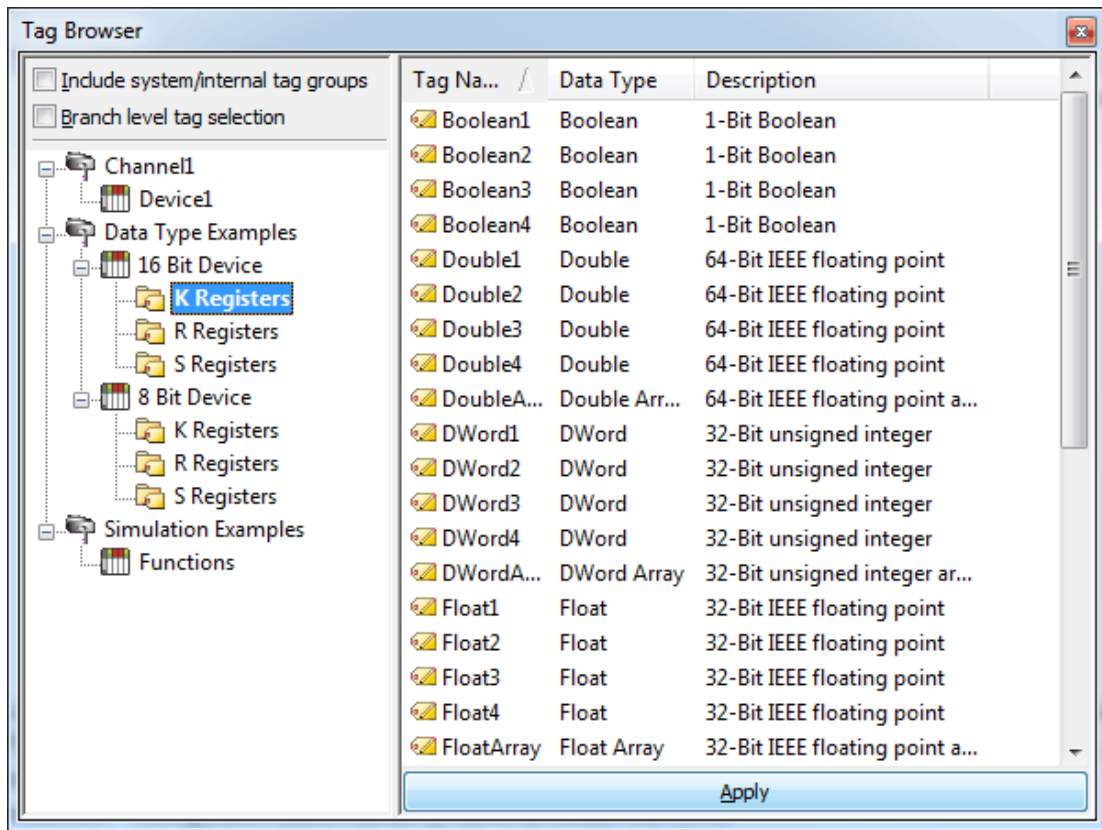 Tag Browser
Include system/internal tag groups
Branch level tag selection
Channel1
Device1
Data Type Examples
16 Bit Device
K Registers
R Registers
S Registers
8 Bit Device
K Registers
R Registers
S Registers
Simulation Examples
Functions
Tag Na... Data Type Description
Boolean1 Boolean 1-Bit Boolean
Boolean2 Boolean 1-Bit Boolean
Boolean3 Boolean 1-Bit Boolean
Boolean4 Boolean 1-Bit Boolean
Double1 Double 64-Bit IEEE floating point
Double2 Double 64-Bit IEEE floating point
Double3 Double 64-Bit IEEE floating point
Double4 Double 64-Bit IEEE floating point
DoubleA... Double Arr... 64-Bit IEEE floating point a...
DWord1 DWord 32-Bit unsigned integer
DWord2 DWord 32-Bit unsigned integer
DWord3 DWord 32-Bit unsigned integer
DWord4 DWord 32-Bit unsigned integer
DWordA... DWord Array 32-Bit unsigned integer ar...
Float1 Float 32-Bit IEEE floating point
Float2 Float 32-Bit IEEE floating point
Float3 Float 32-Bit IEEE floating point
Float4 Float 32-Bit IEEE floating point
FloatArray Float Array 32-Bit IEEE floating point a...
Apply